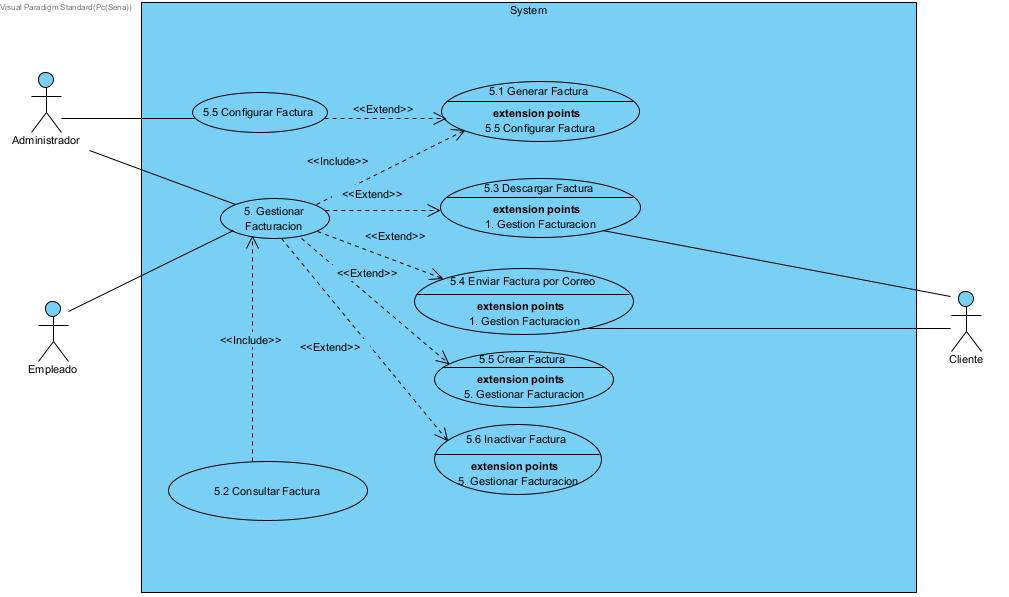 Visual Paradigm Standard(Pc(Sena))
System
Administrador
5.5 Configurar Factura
<<Extend>>
5.1 Generar Factura
extension points
5.5 Configurar Factura
<<Include>>
<<Extend>>
5.3 Descargar Factura
extension points
1. Gestion Facturacion
5. Gestionar
Facturacion
<<Extend>>
<<Extend>>
5.4 Enviar Factura por Correo
extension points
1. Gestion Facturacion
Empleado
Cliente
<<Include>>
<<Extend>>
5.5 Crear Factura
extension points
5. Gestionar Facturacion
5.6 Inactivar Factura
extension points
5. Gestionar Facturacion
5.2 Consultar Factura